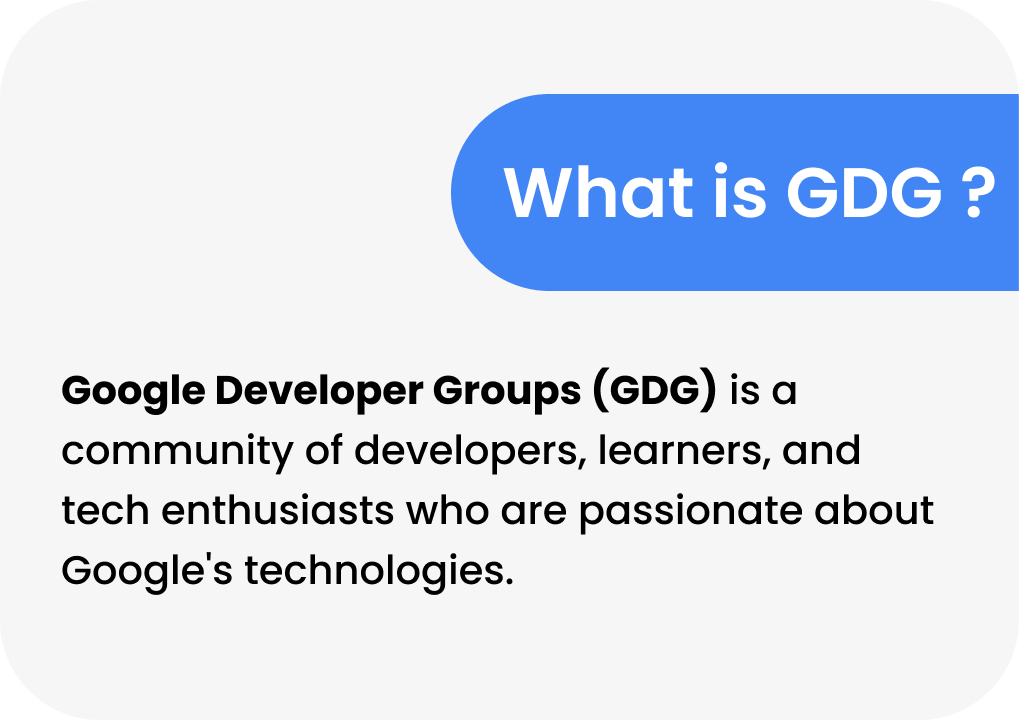 What is GDG ?
Google Developer Groups (GDG) is a
community of developers, learners, and
tech enthusiasts who are passionate about
Google's technologies.